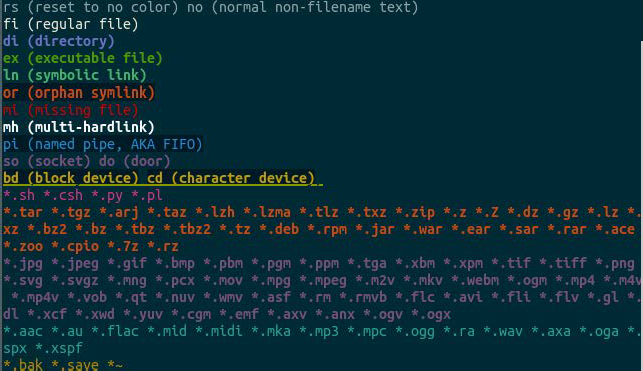 rs (reset to no color) no (normal non-filename text)
fi (regular file)
di (directory)
ex (executable file)
ln (symbolic link)
or (orphan symlink)
mi (missing file)
mh (multi-hardlink)
pi (named pipe, AKA FIFO)
so (socket) do (door)
bd (block device) cd (character device)
*.sh *.csh *.py *.pl
*.tar *.tgz *.arj *.taz *.lzh *.lzma *.tlz *.txz *.zip *.z *.Z *.dz *.gz *.lz *.
xz *.bz2 *.bz *.tbz *.tbz2 *.tz *.deb *.rpm *.jar *.war *.ear *.sar *.rar *.ace
*.zoo *.cpio *.7z *.rz
*.jpg *.jpeg *.gif *.bmp *.pbm *.pgm *.ppm *.tga *.xbm *.xpm *.tif *.tiff *.png
*.svg *.svgz *.mng *.pcx *.mov *.mpg *.mpeg *.m2v *.mkv *.webm *.ogm *.mp4 *.m4v
*.mp4v *.vob *.qt *.nuv *.wmv *.asf *.rm *.rmvb *.flc *.avi *.fli *.flv *.gl *.
dl *.xcf *.xwd *.yuv *.cgm *.emf *.axv *.anx *.ogv *.ogx
*.aac *.au *.flac *.mid *.midi *.mka *.mp3 *.mpc *.ogg *.ra *.wav *.axa *.oga *.
spx *.xspf
*.bak *.save *~